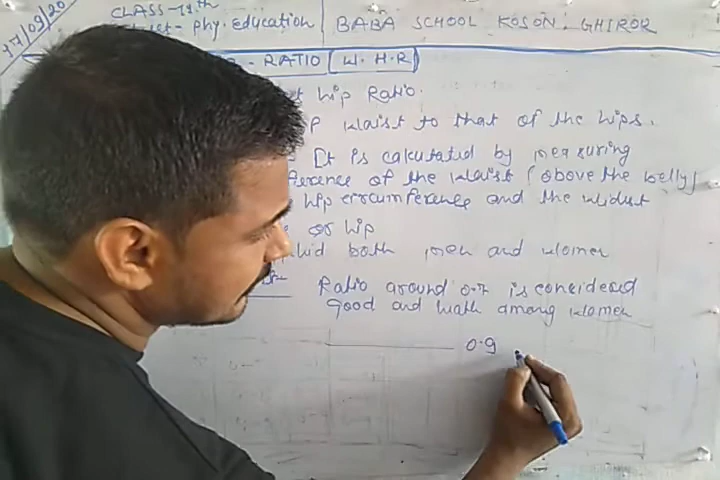 17/09/20
CLASS-11th
Phy. education
BABA SCHOOL KOSON GHIROR
- RATIO (W.H.R)
Hip Ratio.
waist to that of the hips.
It is calculated by measuring
of the waist (above the belly)
hip circumference and the widest
or hip
both men and women
Ratio around 0.7 is considered
good and among women
0.9